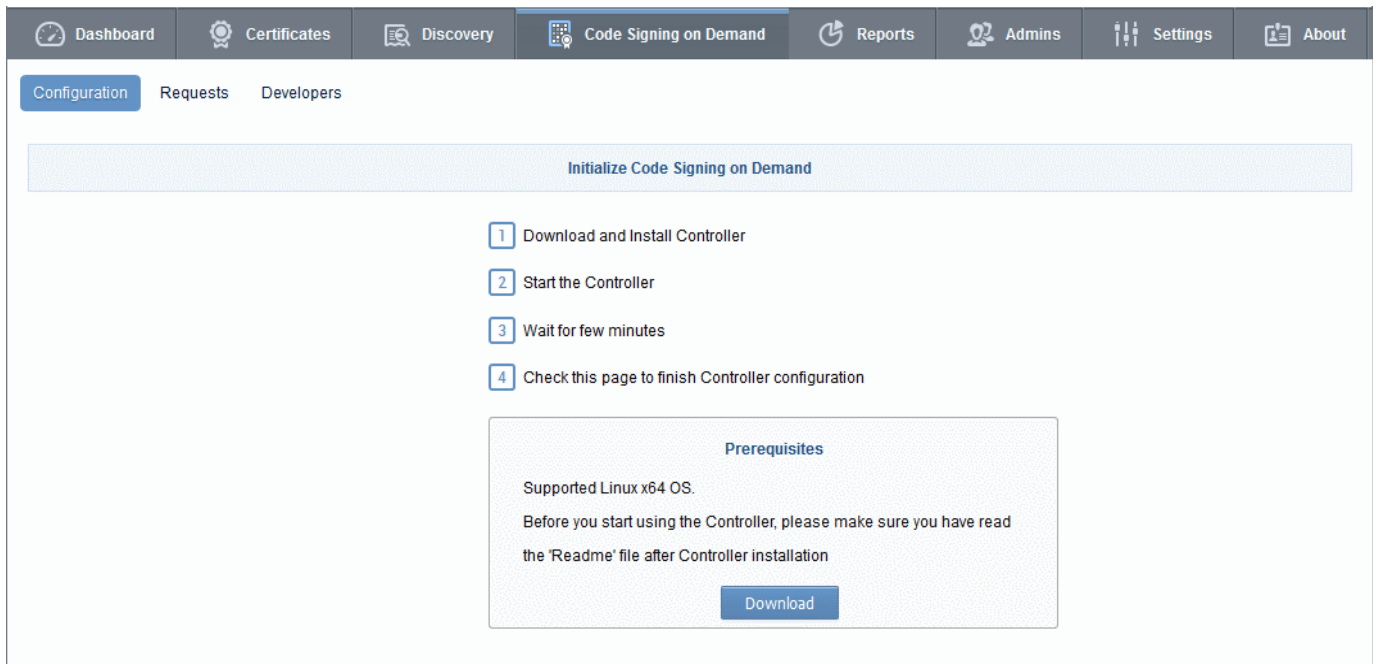 Dashboard Certificates Discovery Code Signing on Demand Reports Admins Settings About
Configuration Requests Developers
Initialize Code Signing on Demand
1 Download and Install Controller
2 Start the Controller
3 Wait for few minutes
4 Check this page to finish Controller configuration
Prerequisites
Supported Linux x64 OS.
Before you start using the Controller, please make sure you have read
the 'Readme' file after Controller installation
Download